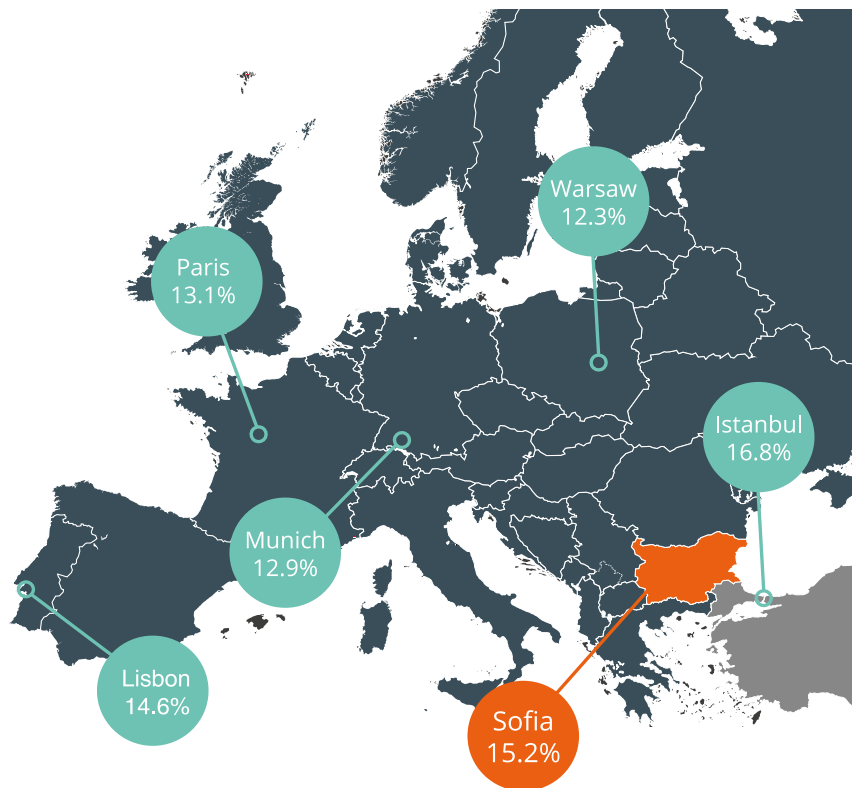 Warsaw
12.3%
Paris
13.1%
Istanbul
16.8%
Munich
12.9%
Lisbon
14.6%
Sofia
15.2%